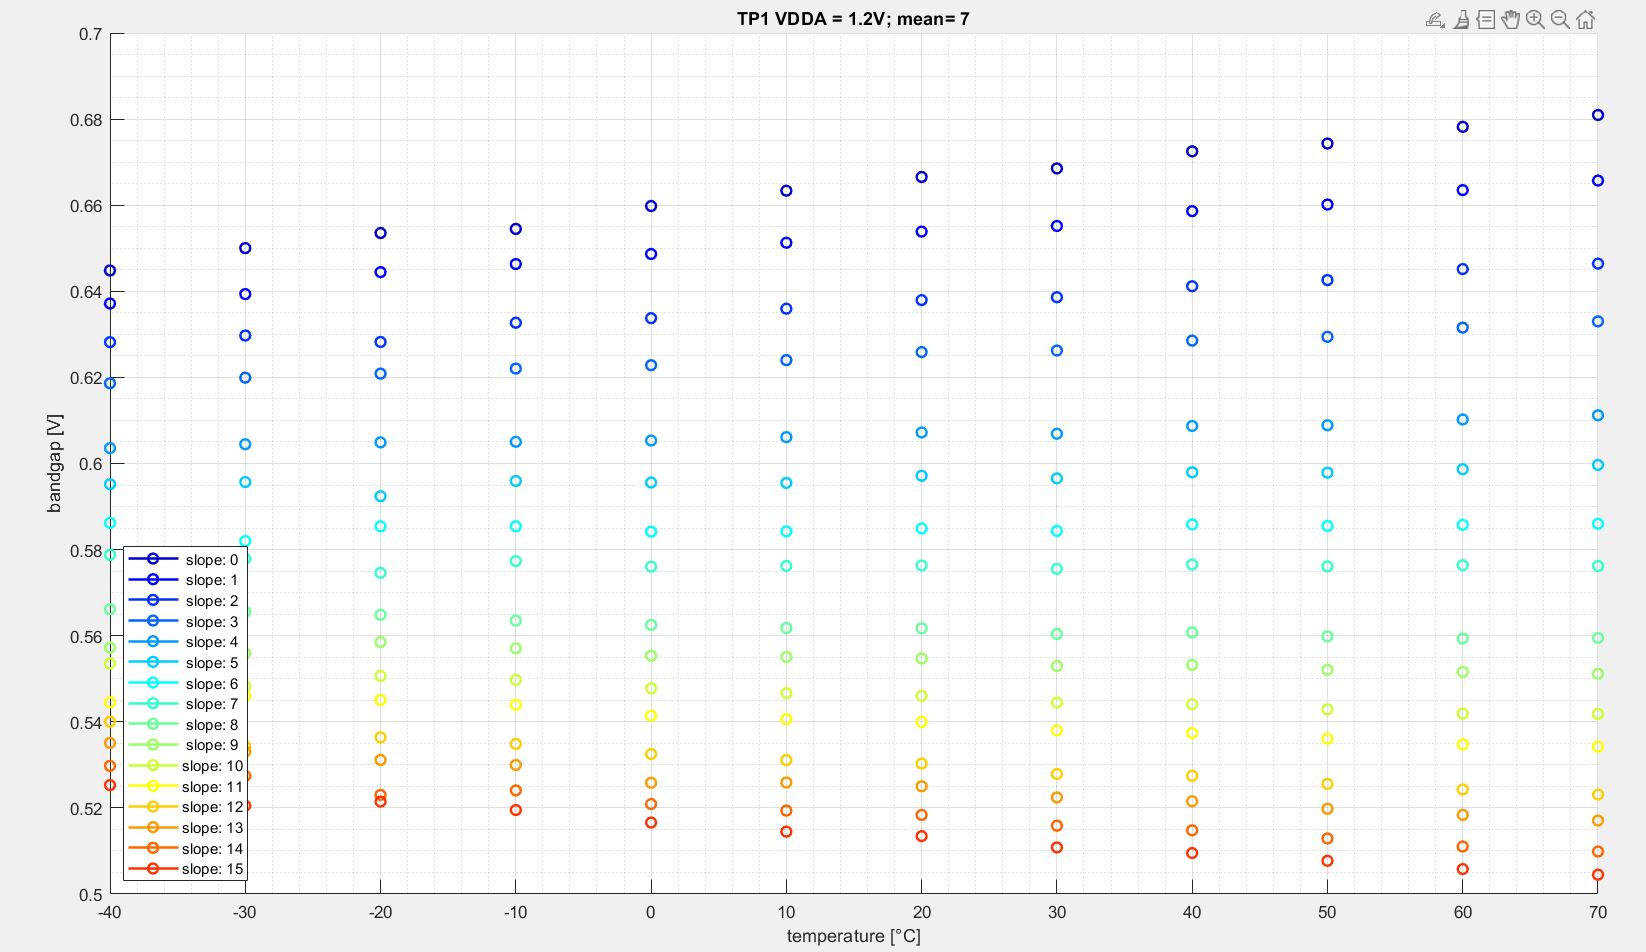 TP1 VDDA = 1.2V; mean= 7
0.7
0.68
0.66
0.64
0.62
0.6
0.58
0.56
0.54
0.52
0.5
bandgap [V]
slope: 0
slope: 1
slope: 2
slope: 3
slope: 4
slope: 5
slope: 6
slope: 7
slope: 8
slope: 9
slope: 10
slope: 11
slope: 12
slope: 13
slope: 14
slope: 15
-40 -30 -20 -10 0 10 20 30 40 50 60 70
temperature [°C]